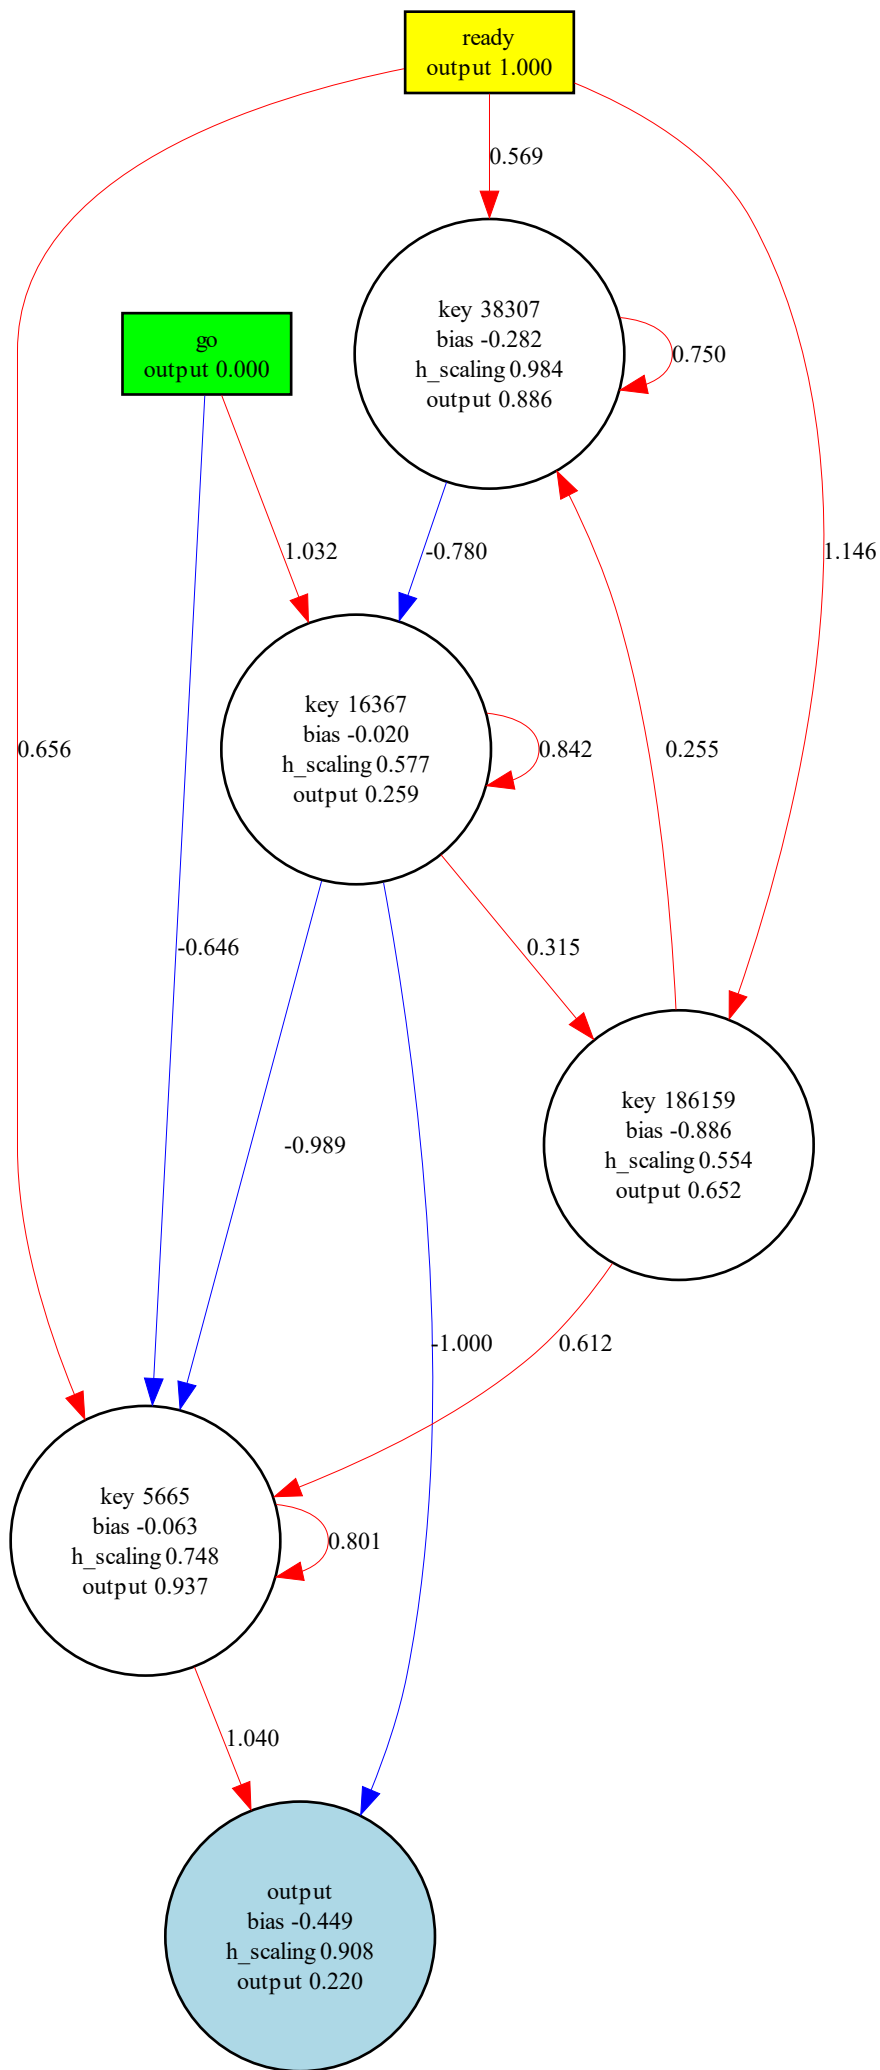 ready
output 1.000
0.569
key 38307
bias -0.282
h_scaling 0.984
output 0.886
0.750
go
output 0.000
1.032
-0.780
1.146
key 16367
bias -0.020
h_scaling 0.577
output 0.259
0.842
0.656
0.255
-0.646
0.315
key 186159
bias -0.886
h_scaling 0.554
output 0.652
-0.989
-1.000
0.612
key 5665
bias -0.063
h_scaling 0.748
output 0.937
0.801
1.040
output
bias -0.449
h_scaling 0.908
output 0.220